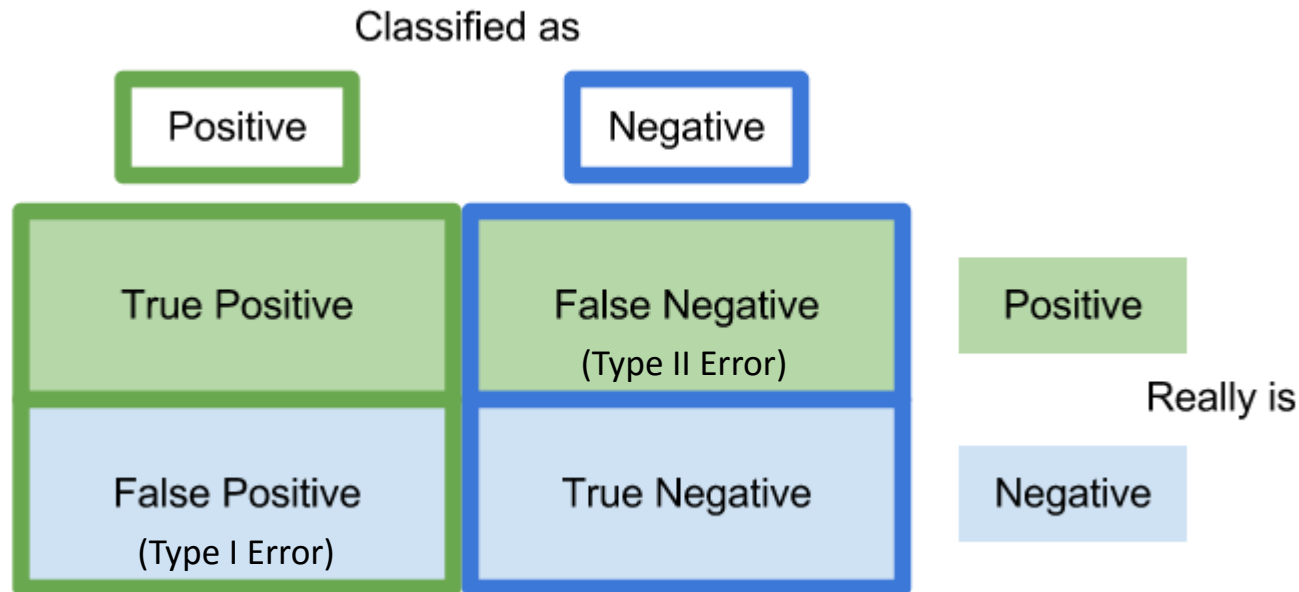 Classified as
Positive
Negative
True Positive
False Negative
(Type II Error)
Positive
Really is
False Positive
(Type I Error)
True Negative
Negative